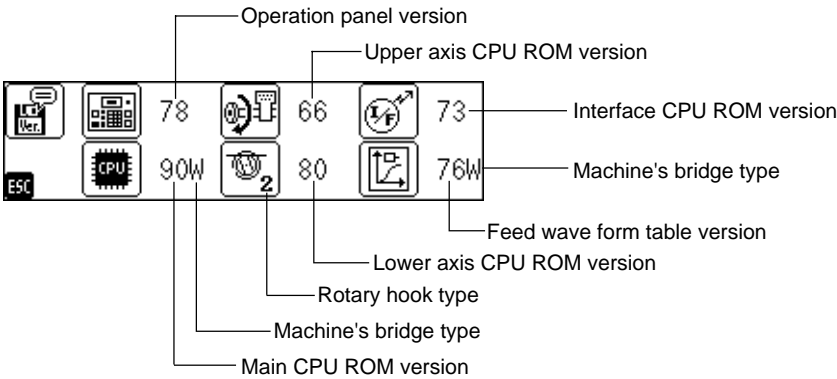 Operation panel version
Upper axis CPU ROM version
Ver. 78 66 I/F 73 Interface CPU ROM version
ESC CPU 90W 2 80 76W Machine's bridge type
Feed wave form table version
Lower axis CPU ROM version
Rotary hook type
Machine's bridge type
Main CPU ROM version